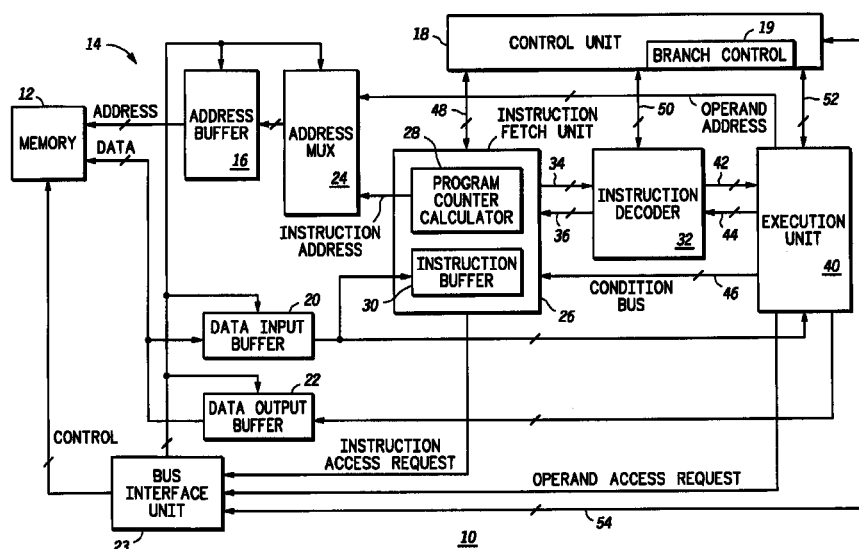 14
12
MEMORY
ADDRESS
DATA
ADDRESS
BUFFER
16
ADDRESS
MUX
24
18
CONTROL UNIT
19
BRANCH CONTROL
48
INSTRUCTION
FETCH UNIT
50
OPERAND
ADDRESS
52
28
PROGRAM
COUNTER
CALCULATOR
INSTRUCTION
ADDRESS
34
36
INSTRUCTION
DECODER
32
42
44
EXECUTION
UNIT
40
INSTRUCTION
BUFFER
30
26
CONDITION
BUS
46
20
DATA INPUT
BUFFER
22
DATA OUTPUT
BUFFER
CONTROL
BUS
INTERFACE
UNIT
23
INSTRUCTION
ACCESS REQUEST
OPERAND ACCESS REQUEST
54
10